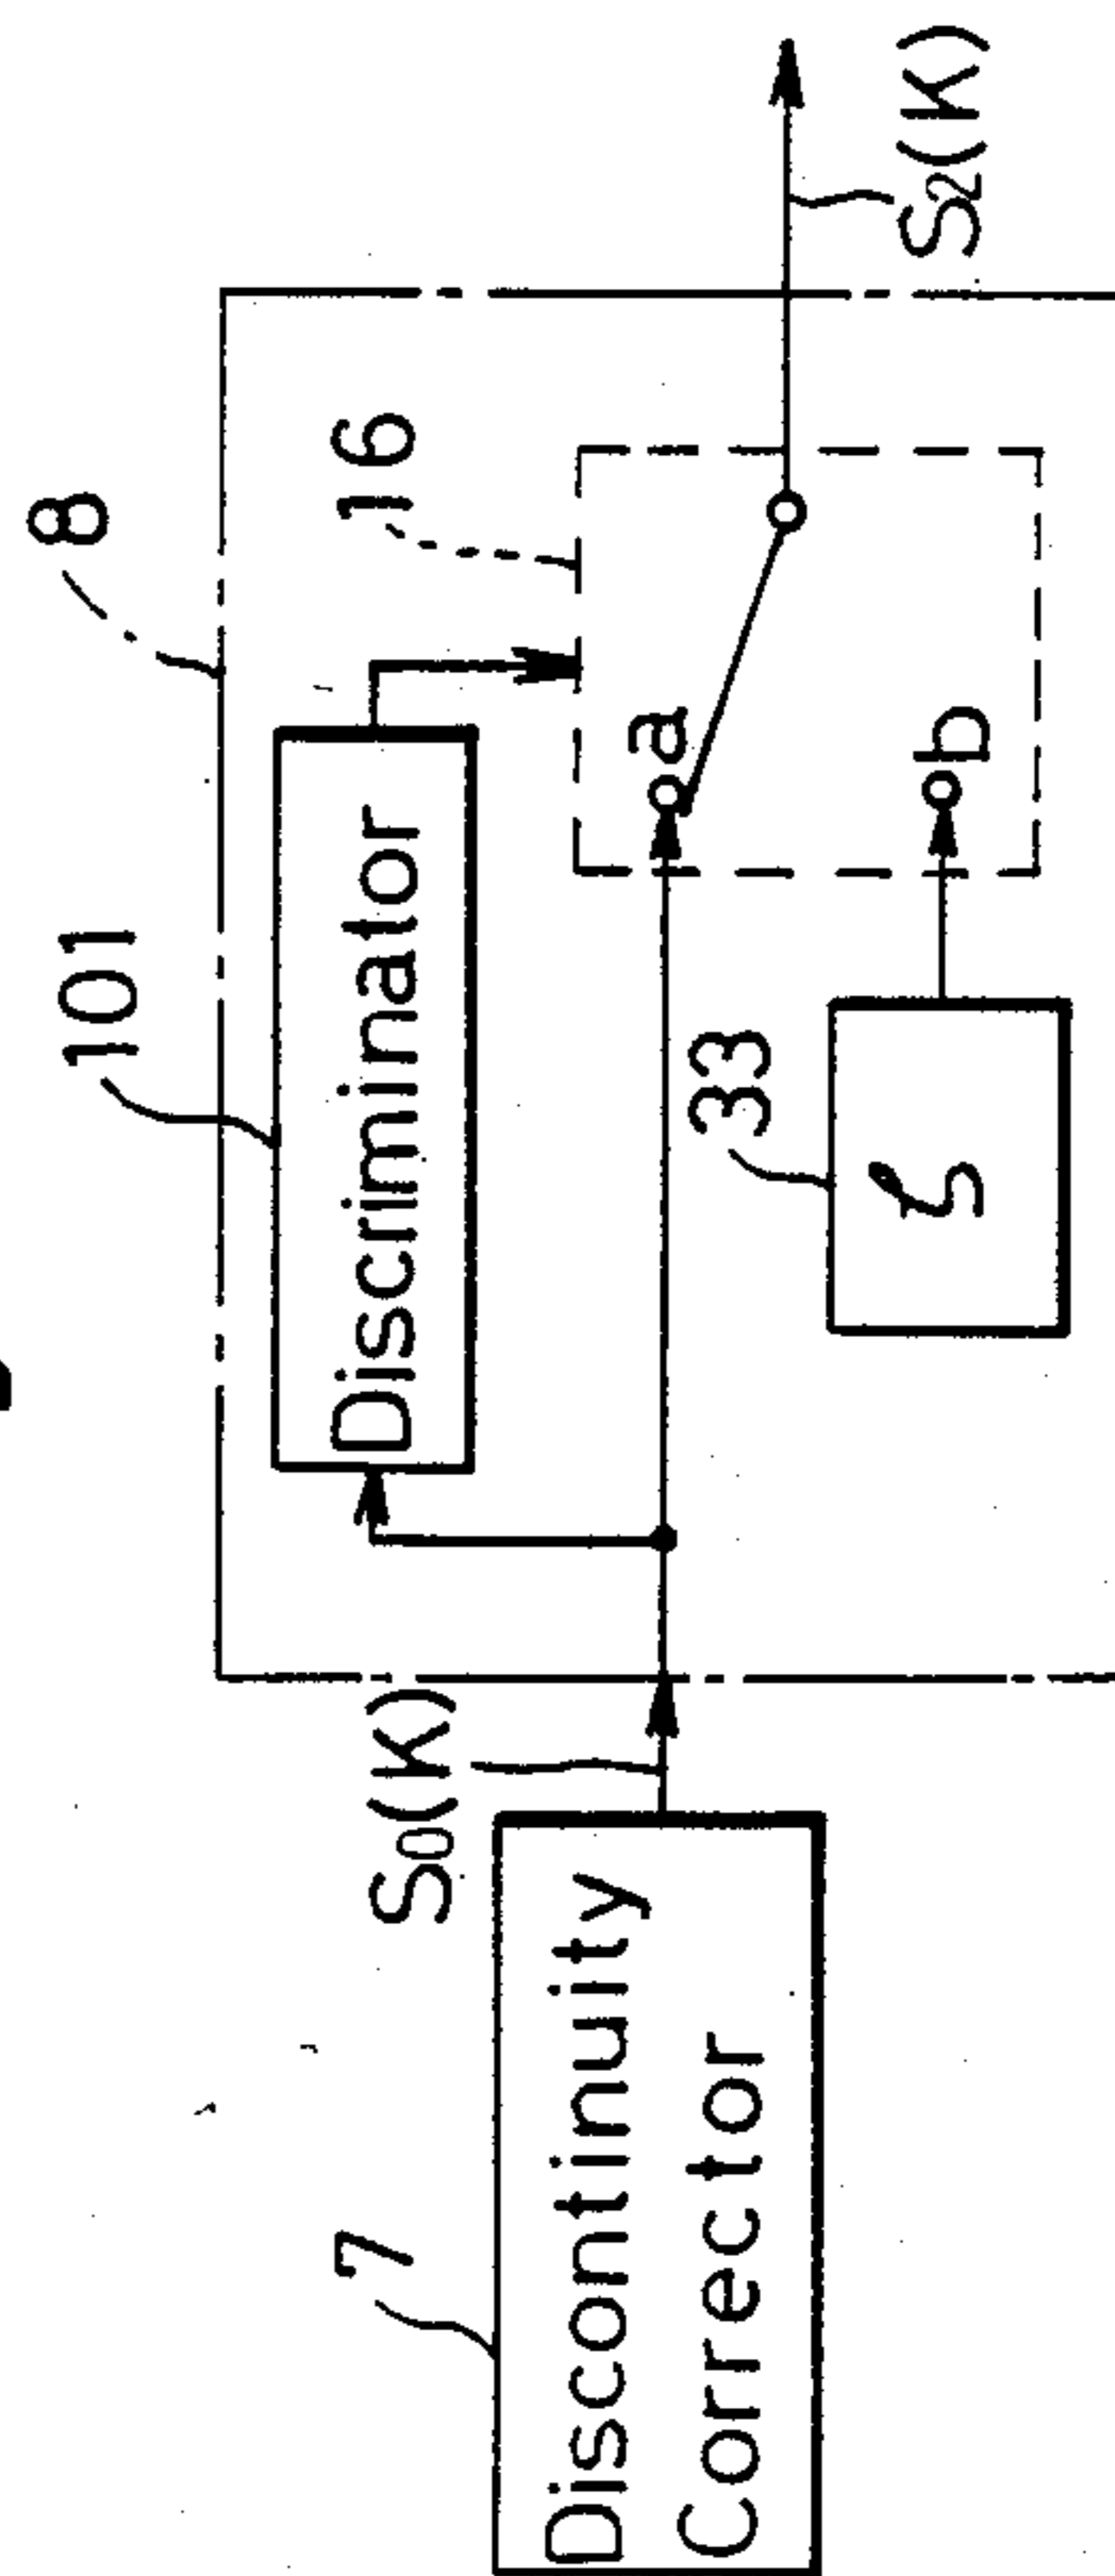 8
101
Discriminator
16
a
b
33
ζ
S₂(K)
S₀(K)
7
Discontinuity
Corrector